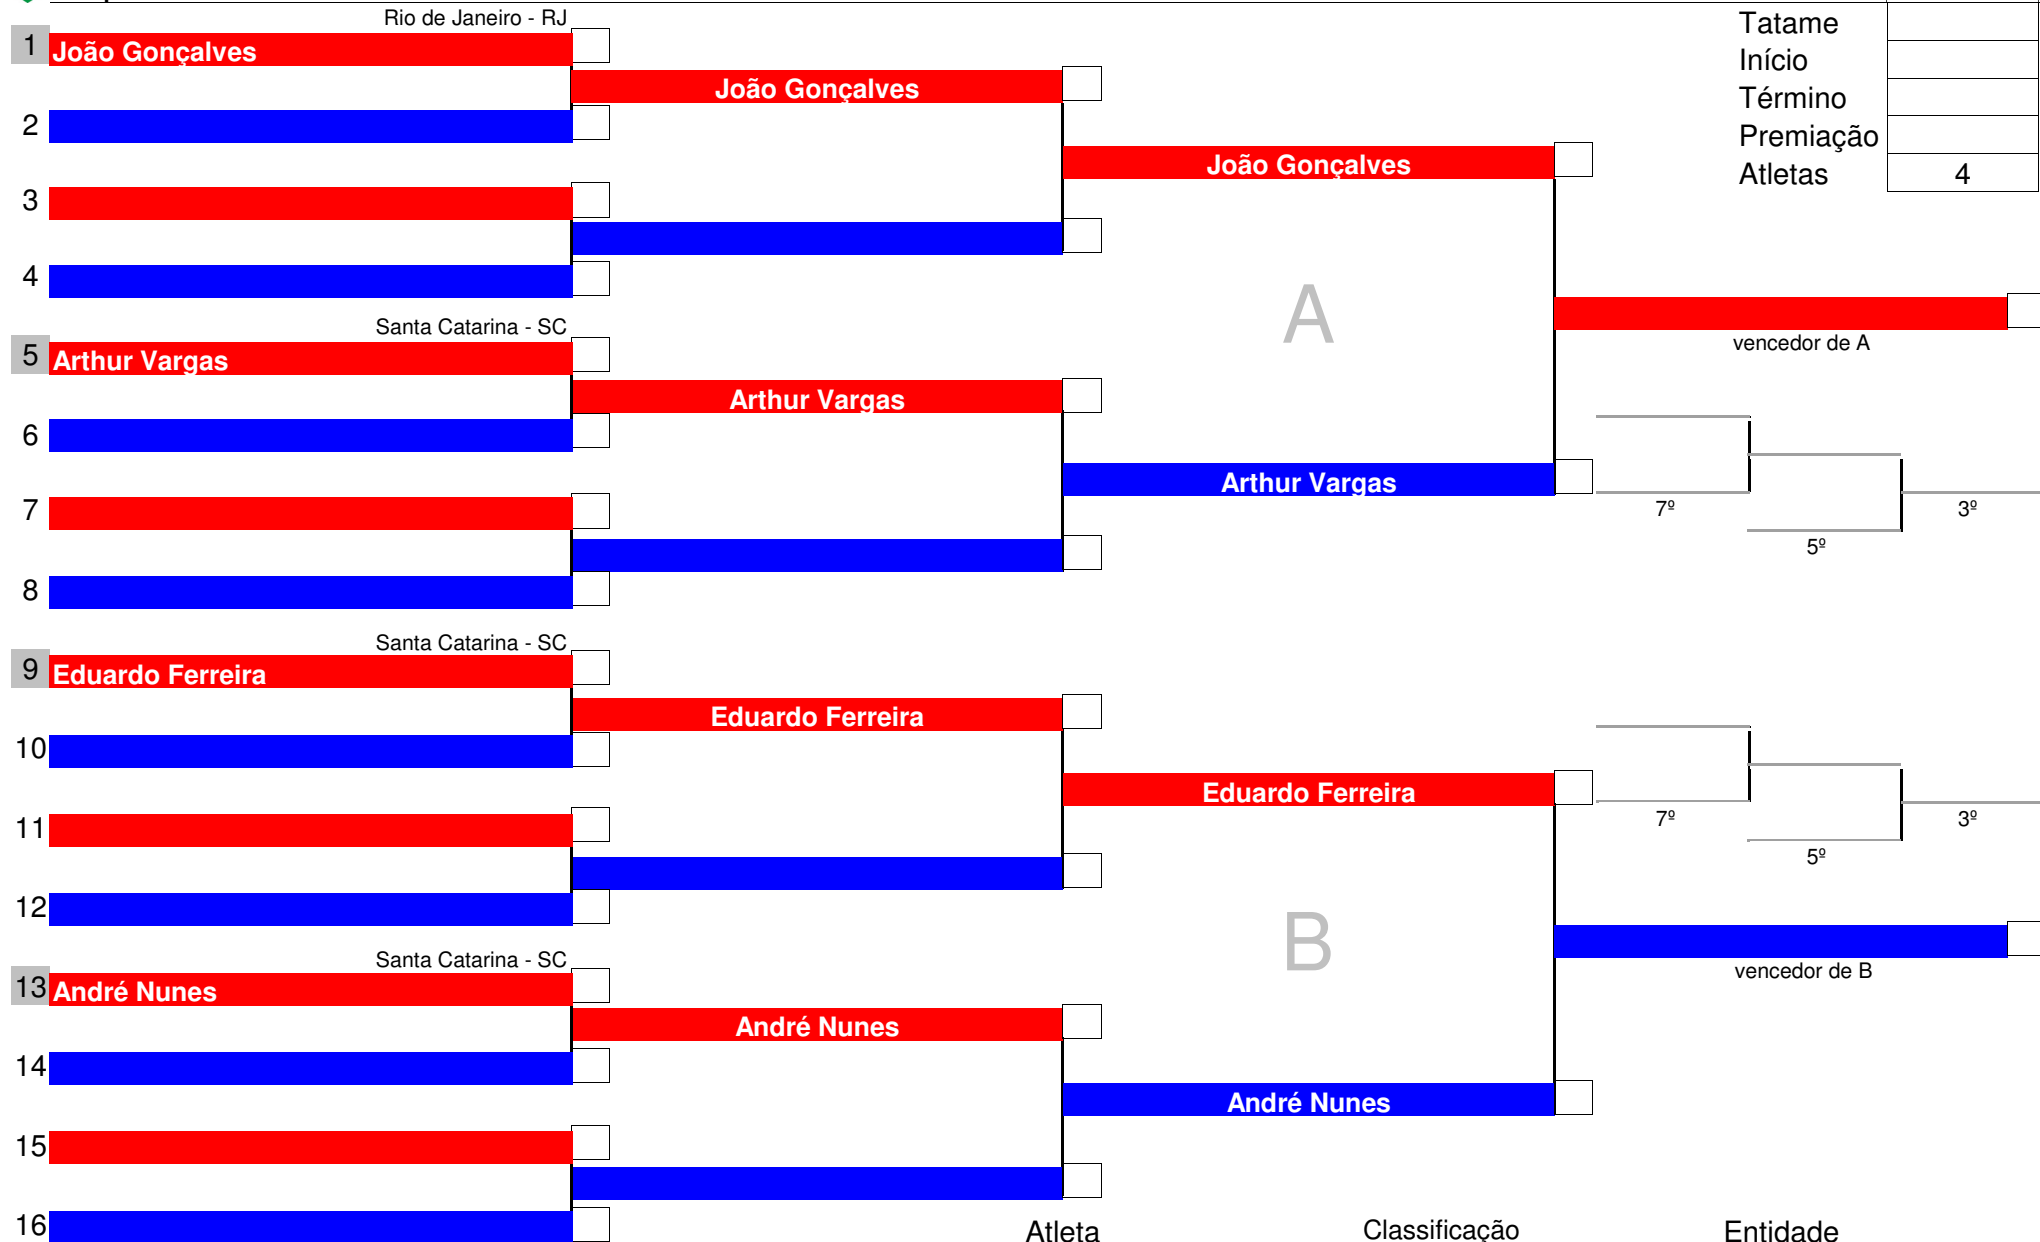 Rio de Janeiro - RJ
1 João Gonçalves
2
3
4
Santa Catarina - SC
5 Arthur Vargas
6
7
8
Santa Catarina - SC
9 Eduardo Ferreira
10
11
12
Santa Catarina - SC
13 André Nunes
14
15
16
João Gonçalves
Arthur Vargas
Eduardo Ferreira
André Nunes
João Gonçalves
A
Arthur Vargas
Eduardo Ferreira
B
André Nunes
Tatame
Início
Término
Premiação
Atletas 4
vencedor de A
7º
5º
3º
7º
5º
3º
vencedor de B
Atleta Classificação Entidade